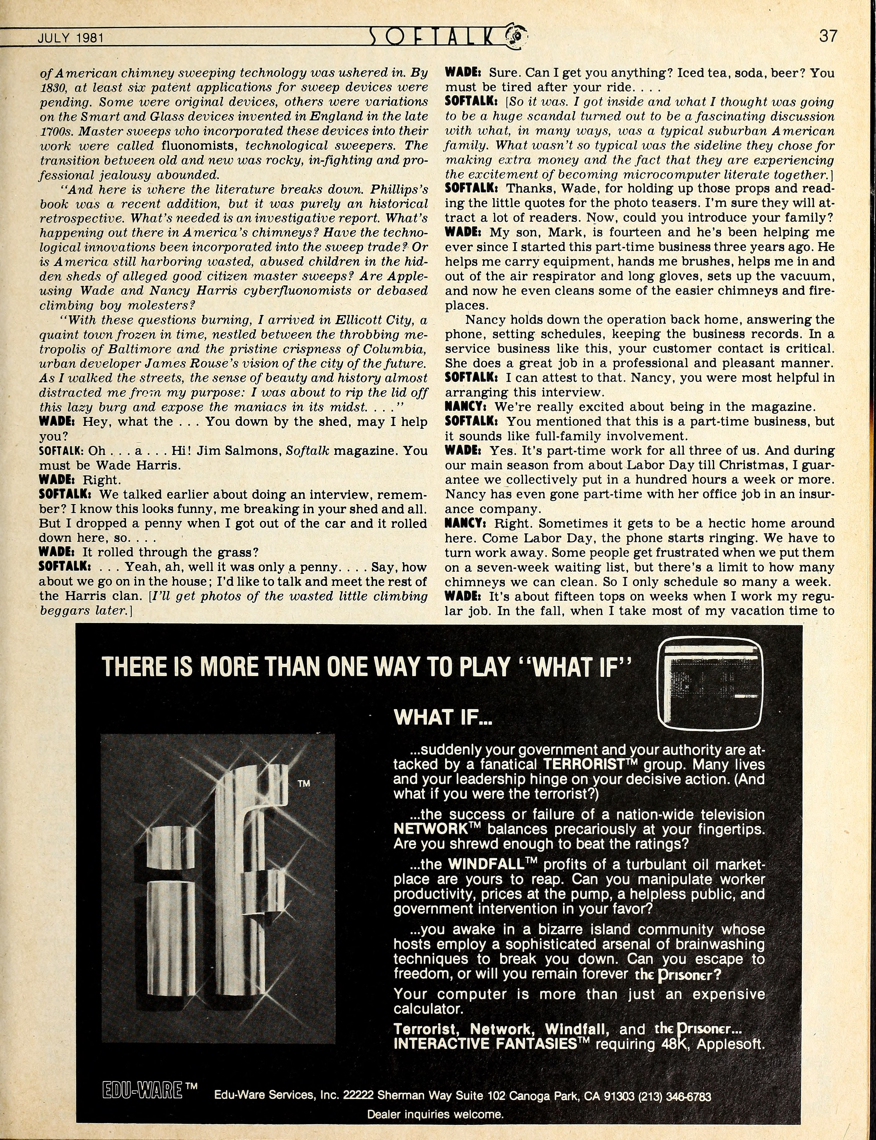 JULY 1981
SOFTALK
37
of American chimney sweeping technology was ushered in. By
1830, at least six patent applications for sweep devices were
pending. Some were original devices, others were variations
on the Smart and Glass devices invented in England in the late
1700s. Master sweeps who incorporated these devices into their
work were called fluonomists, technological sweepers. The
transition between old and new was rocky, in-fighting and pro-
fessional jealousy abounded.
"And here is where the literature breaks down. Phillips's
book was a recent addition, but it was purely an historical
retrospective. What's needed is an investigative report. What's
happening out there in America's chimneys? Have the techno-
logical innovations been incorporated into the sweep trade? Or
is America still harboring wasted, abused children in the hid-
den sheds of alleged good citizen master sweeps? Are Apple-
using Wade and Nancy Harris cyberfluonomists or debased
climbing boy molesters?
"With these questions burning, I arrived in Ellicott City, a
quaint town frozen in time, nestled between the throbbing me-
tropolis of Baltimore and the pristine crispness of Columbia,
urban developer James Rouse's vision of the city of the future.
As I walked the streets, the sense of beauty and history almost
distracted me from my purpose: I was about to rip the lid off
this lazy burg and expose the maniacs in its midst. . . ."
WADE: Hey, what the . . . You down by the shed, may I help
you?
SOFTALK: Oh . . . a . . . Hi! Jim Salmons, Softalk magazine. You
must be Wade Harris.
WADE: Right.
SOFTALK: We talked earlier about doing an interview, remem-
ber? I know this looks funny, me breaking in your shed and all.
But I dropped a penny when I got out of the car and it rolled
down here, so. . . .
WADE: It rolled through the grass?
SOFTALK: . . . Yeah, ah, well it was only a penny. . . . Say, how
about we go on in the house; I'd like to talk and meet the rest of
the Harris clan. [I'll get photos of the wasted little climbing
beggars later.]
WADE: Sure. Can I get you anything? Iced tea, soda, beer? You
must be tired after your ride. . . .
SOFTALK: [So it was. I got inside and what I thought was going
to be a huge scandal turned out to be a fascinating discussion
with what, in many ways, was a typical suburban American
family. What wasn't so typical was the sideline they chose for
making extra money and the fact that they are experiencing
the excitement of becoming microcomputer literate together.]
SOFTALK: Thanks, Wade, for holding up those props and read-
ing the little quotes for the photo teasers. I'm sure they will at-
tract a lot of readers. Now, could you introduce your family?
WADE: My son, Mark, is fourteen and he's been helping me
ever since I started this part-time business three years ago. He
helps me carry equipment, hands me brushes, helps me in and
out of the air respirator and long gloves, sets up the vacuum,
and now he even cleans some of the easier chimneys and fire-
places.
Nancy holds down the operation back home, answering the
phone, setting schedules, keeping the business records. In a
service business like this, your customer contact is critical.
She does a great job in a professional and pleasant manner.
SOFTALK: I can attest to that. Nancy, you were most helpful in
arranging this interview.
NANCY: We're really excited about being in the magazine.
SOFTALK: You mentioned that this is a part-time business, but
it sounds like full-family involvement.
WADE: Yes. It's part-time work for all three of us. And during
our main season from about Labor Day till Christmas, I guar-
antee we collectively put in a hundred hours a week or more.
Nancy has even gone part-time with her office job in an insur-
ance company.
NANCY: Right. Sometimes it gets to be a hectic home around
here. Come Labor Day, the phone starts ringing. We have to
turn work away. Some people get frustrated when we put them
on a seven-week waiting list, but there's a limit to how many
chimneys we can clean. So I only schedule so many a week.
WADE: It's about fifteen tops on weeks when I work my regu-
lar job. In the fall, when I take most of my vacation time to
THERE IS MORE THAN ONE WAY TO PLAY "WHAT IF"
if™
WHAT IF...
...suddenly your government and your authority are at-
tacked by a fanatical TERRORIST™ group. Many lives
and your leadership hinge on your decisive action. (And
what if you were the terrorist?)
...the success or failure of a nation-wide television
NETWORK™ balances precariously at your fingertips.
Are you shrewd enough to beat the ratings?
...the WINDFALL™ profits of a turbulent oil market-
place are yours to reap. Can you manipulate worker
productivity, prices at the pump, a helpless public, and
government intervention in your favor?
...you awake in a bizarre island community whose
hosts employ a sophisticated arsenal of brainwashing
techniques to break you down. Can you escape to
freedom, or will you remain forever the Prisoner?
Your computer is more than just an expensive
calculator.
Terrorist, Network, Windfall, and the Prisoner...
INTERACTIVE FANTASIES™ requiring 48K, Applesoft.
EDU-WARE™
Edu-Ware Services, Inc. 22222 Sherman Way Suite 102 Canoga Park, CA 91303 (213) 346-6783
Dealer inquiries welcome.